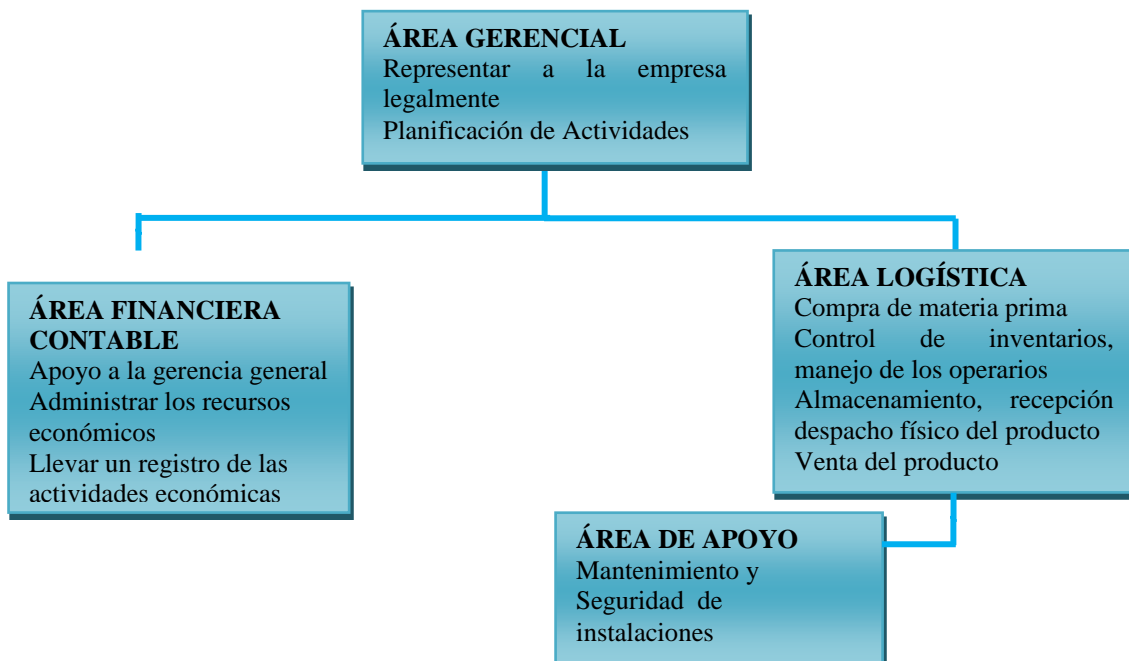 ÁREA GERENCIAL
Representar a la empresa
legalmente
Planificación de Actividades
ÁREA FINANCIERA
CONTABLE
Apoyo a la gerencia general
Administrar los recursos
económicos
Llevar un registro de las
actividades económicas
ÁREA LOGÍSTICA
Compra de materia prima
Control de inventarios,
manejo de los operarios
Almacenamiento, recepción
despacho físico del producto
Venta del producto
ÁREA DE APOYO
Mantenimiento y
Seguridad de
instalaciones